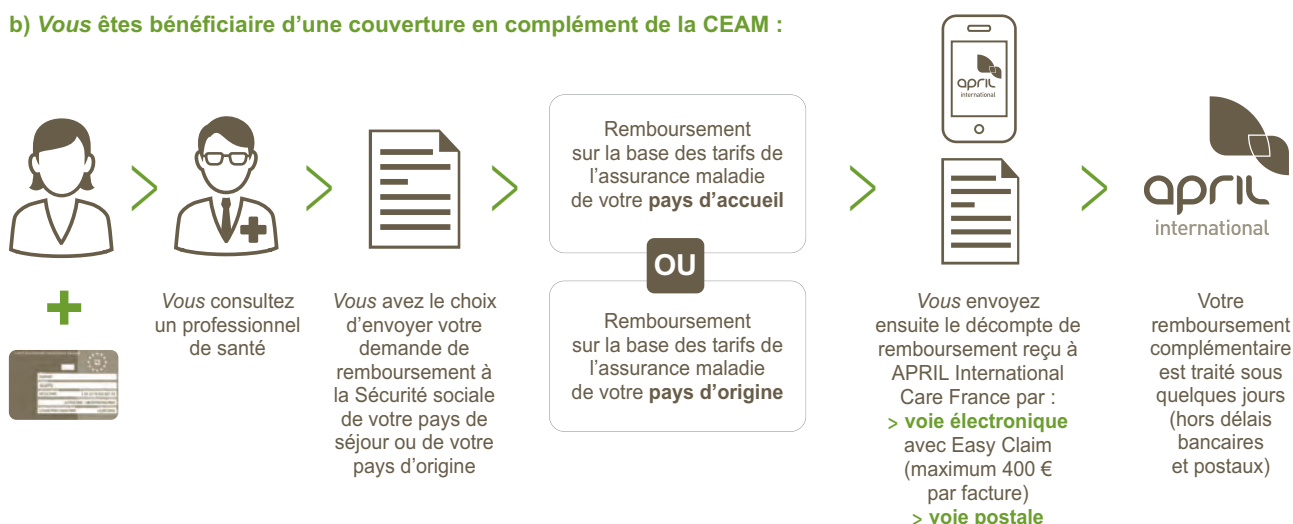 b) Vous êtes bénéficiaire d’une couverture en complément de la CEAM :
Vous consultez
un professionnel
de santé
Vous avez le choix
d’envoyer votre
demande de
remboursement à
la Sécurité sociale
de votre pays de
séjour ou de votre
pays d’origine
Remboursement
sur la base des tarifs de
l’assurance maladie
de votre pays d’accueil
OU
Remboursement
sur la base des tarifs de
l’assurance maladie
de votre pays d’origine
april
international
Vous envoyez
ensuite le décompte de
remboursement reçu à
APRIL International
Care France par :
> voie électronique
avec Easy Claim
(maximum 400 €
par facture)
> voie postale
april
international
Votre
remboursement
complémentaire
est traité sous
quelques jours
(hors délais
bancaires
et postaux)